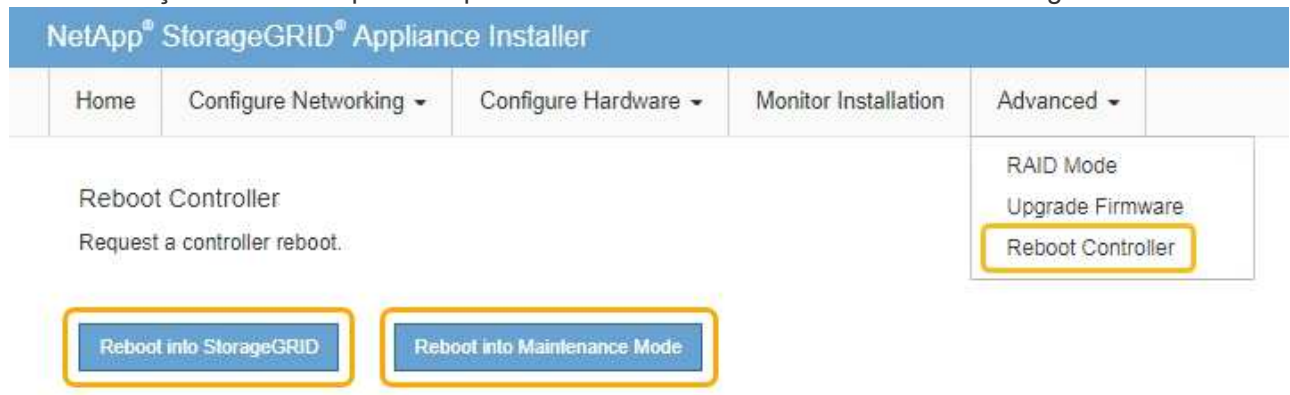 NetApp® StorageGRID® Appliance Installer
Home Configure Networking Configure Hardware Monitor Installation Advanced
RAID Mode
Upgrade Firmware
Reboot Controller
Reboot Controller
Request a controller reboot.
Reboot into StorageGRID Reboot into Maintenance Mode